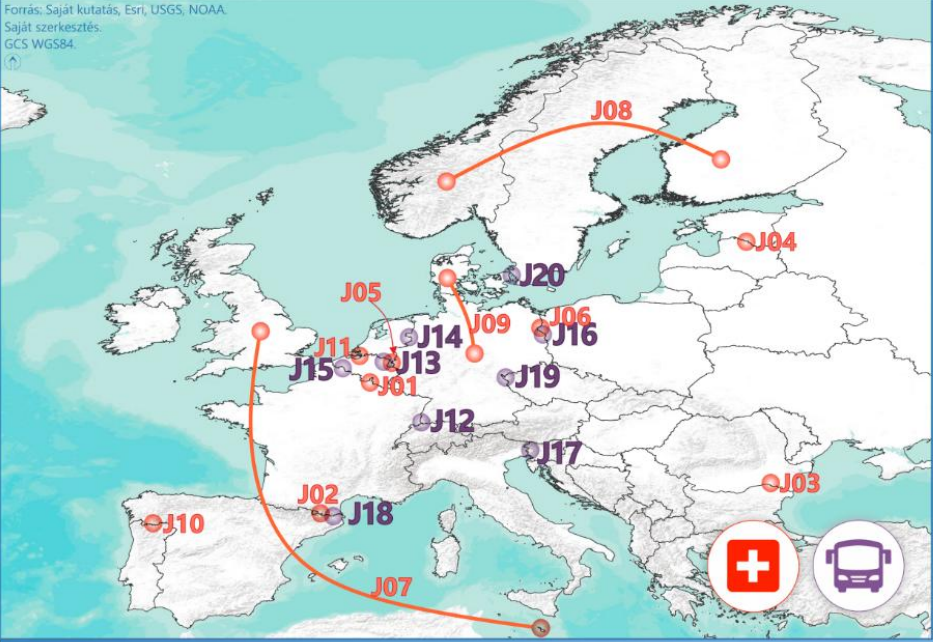 Forrás: Saját kutatás, Esri, USGS, NOAA.
Saját szerkesztés.
GCS WGS84.
J08
J04
J20
J05
J09
J06
J14
J16
J11
J13
J15
J01
J19
J12
J17
J03
J02
J18
J10
J07